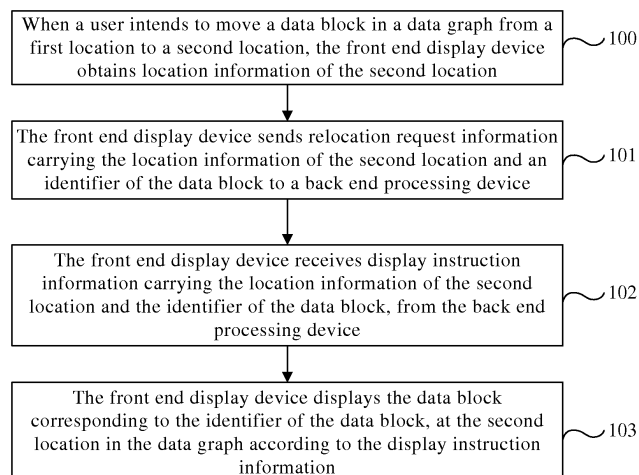 When a user intends to move a data block in a data graph from a
first location to a second location, the front end display device
obtains location information of the second location
100
The front end display device sends relocation request information
carrying the location information of the second location and an
identifier of the data block to a back end processing device
101
The front end display device receives display instruction
information carrying the location information of the second
location and the identifier of the data block, from the back end
processing device
102
The front end display device displays the data block
corresponding to the identifier of the data block, at the second
location in the data graph according to the display instruction
information
103